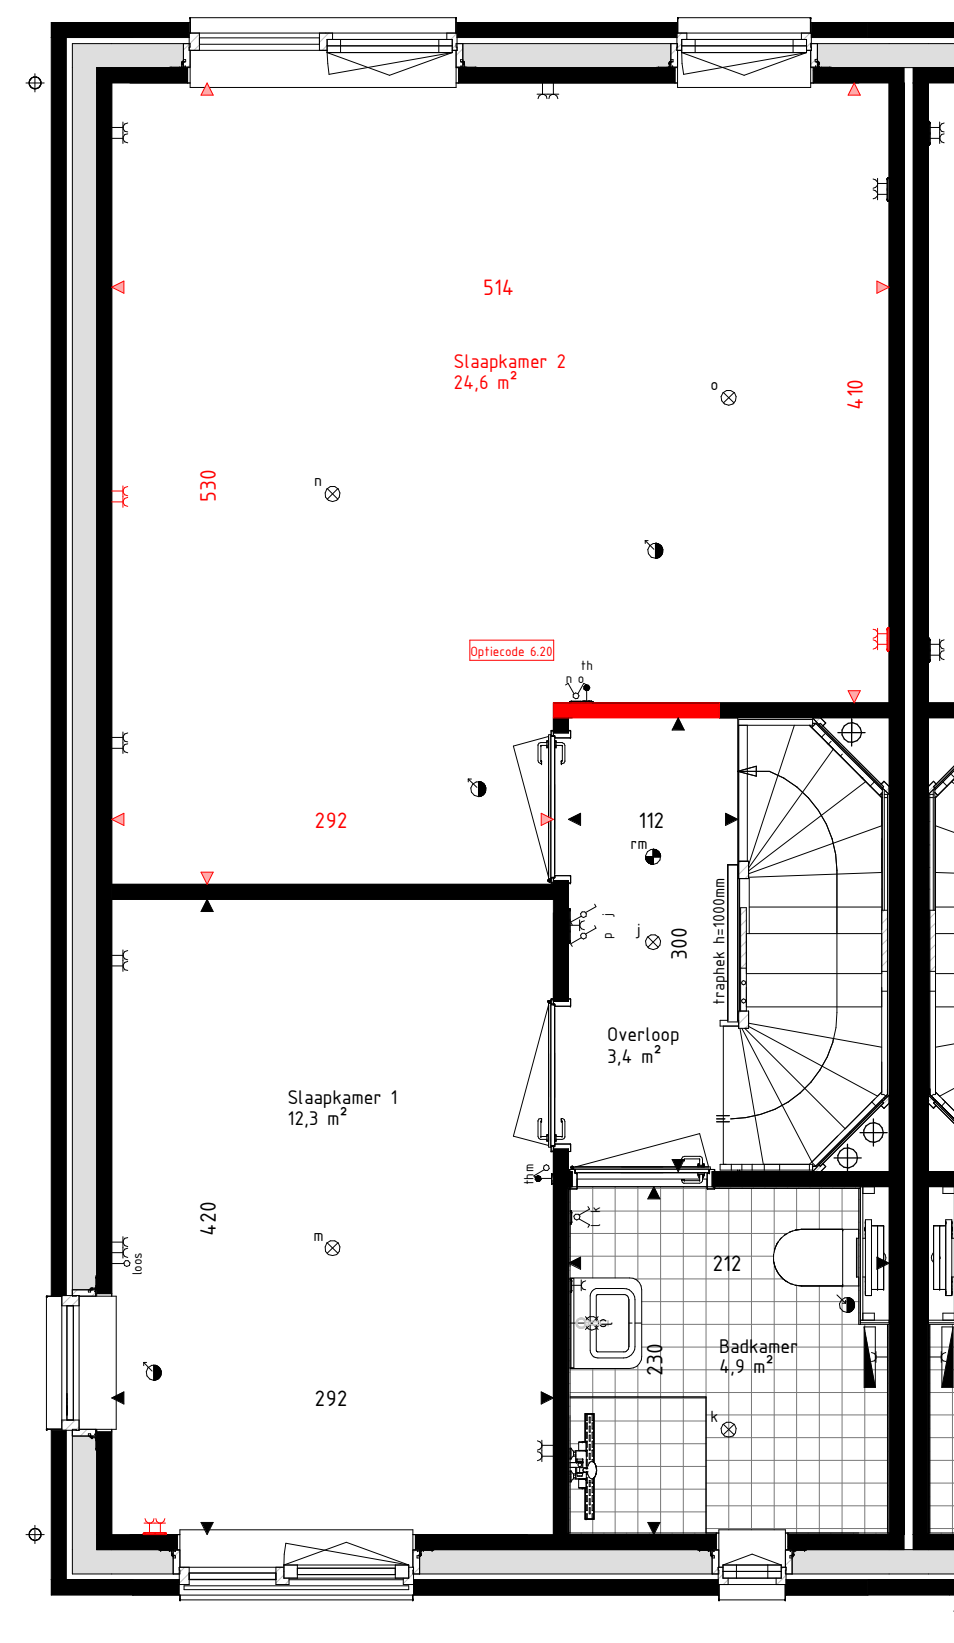 514
Slaapkamer 2
24,6 m²
o
410
n
530
Optiecode 6.20
th
n o
292
112
rm
j
p
j
300
traphek h=1000mm
Overloop
3,4 m²
Slaapkamer 1
12,3 m²
thm
420
m
loos
k
l
212
Badkamer
4,9 m²
230
292
k